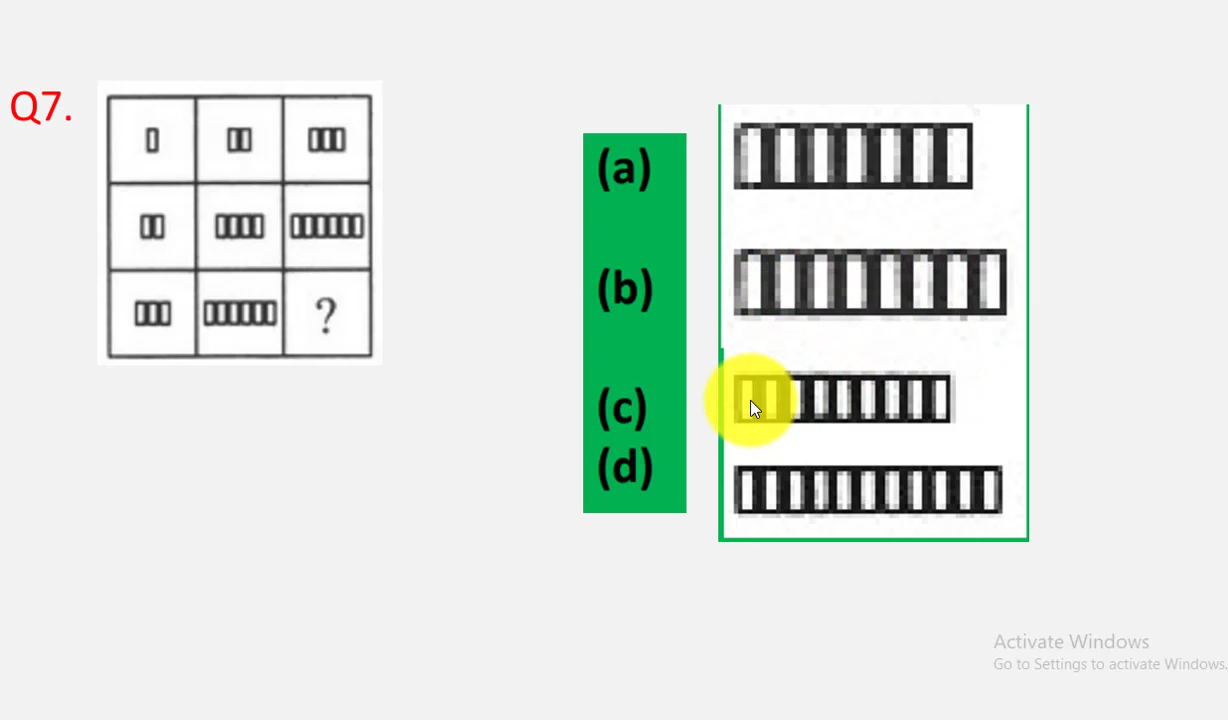 Q7.
?
(a)
(b)
(c)
(d)
Activate Windows
Go to Settings to activate Windows.